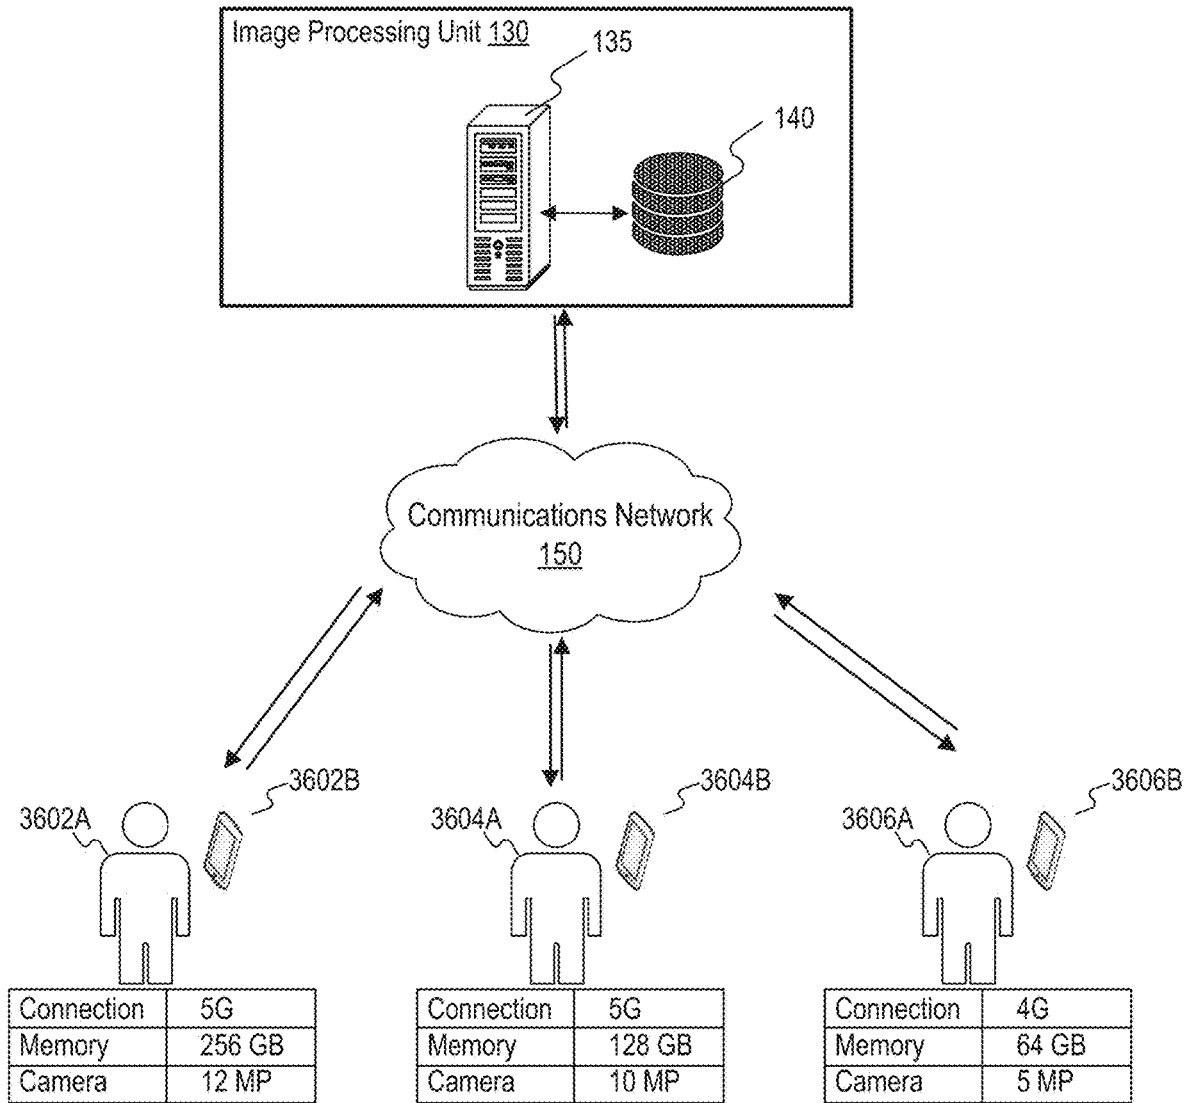 Image Processing Unit 130
135
140
Communications Network
150
3602A
3602B
3604A
3604B
3606A
3606B
Connection 5G
Memory 256 GB
Camera 12 MP
Connection 5G
Memory 128 GB
Camera 10 MP
Connection 4G
Memory 64 GB
Camera 5 MP